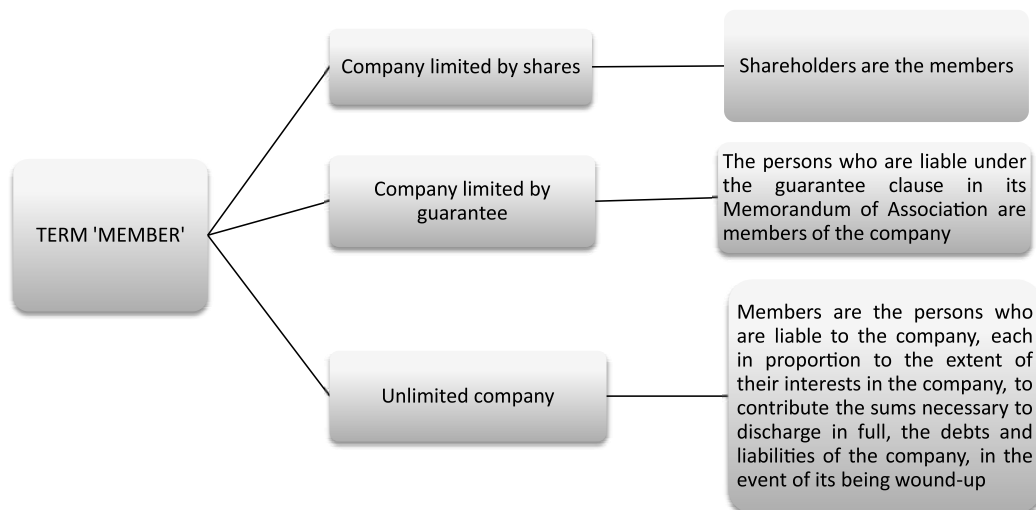 TERM 'MEMBER'
Company limited by shares
Shareholders are the members
Company limited by
guarantee
The persons who are liable under
the guarantee clause in its
Memorandum of Association are
members of the company
Unlimited company
Members are the persons who
are liable to the company, each
in proportion to the extent of
their interests in the company, to
contribute the sums necessary to
discharge in full, the debts and
liabilities of the company, in the
event of its being wound-up